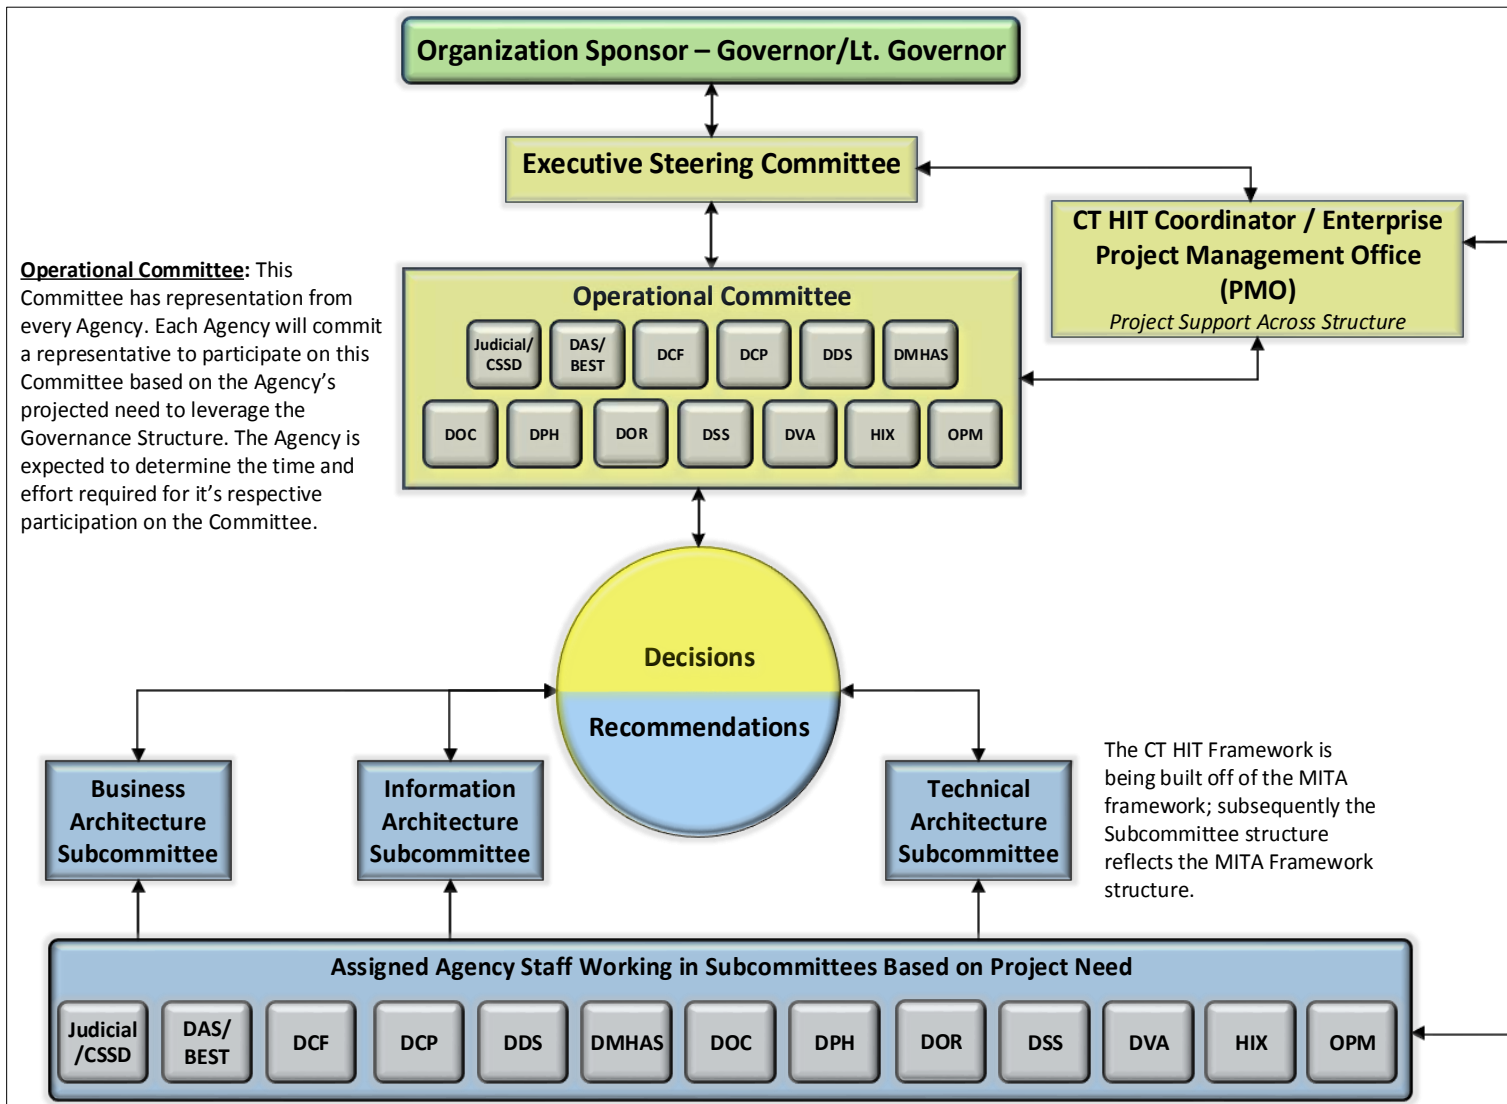 Organization Sponsor – Governor/Lt. Governor
Executive Steering Committee
CT HIT Coordinator / Enterprise
Project Management Office
(PMO)
Project Support Across Structure
Operational Committee: This
Committee has representation from
every Agency. Each Agency will commit
a representative to participate on this
Committee based on the Agency’s
projected need to leverage the
Governance Structure. The Agency is
expected to determine the time and
effort required for it’s respective
participation on the Committee.
Operational Committee
Judicial/
CSSD
DAS/
BEST
DCF
DCP
DDS
DMHAS
DOC
DPH
DOR
DSS
DVA
HIX
OPM
Decisions
Recommendations
Business
Architecture
Subcommittee
Information
Architecture
Subcommittee
Technical
Architecture
Subcommittee
The CT HIT Framework is
being built off of the MITA
framework; subsequently the
Subcommittee structure
reflects the MITA Framework
structure.
Assigned Agency Staff Working in Subcommittees Based on Project Need
Judicial
/CSSD
DAS/
BEST
DCF
DCP
DDS
DMHAS
DOC
DPH
DOR
DSS
DVA
HIX
OPM